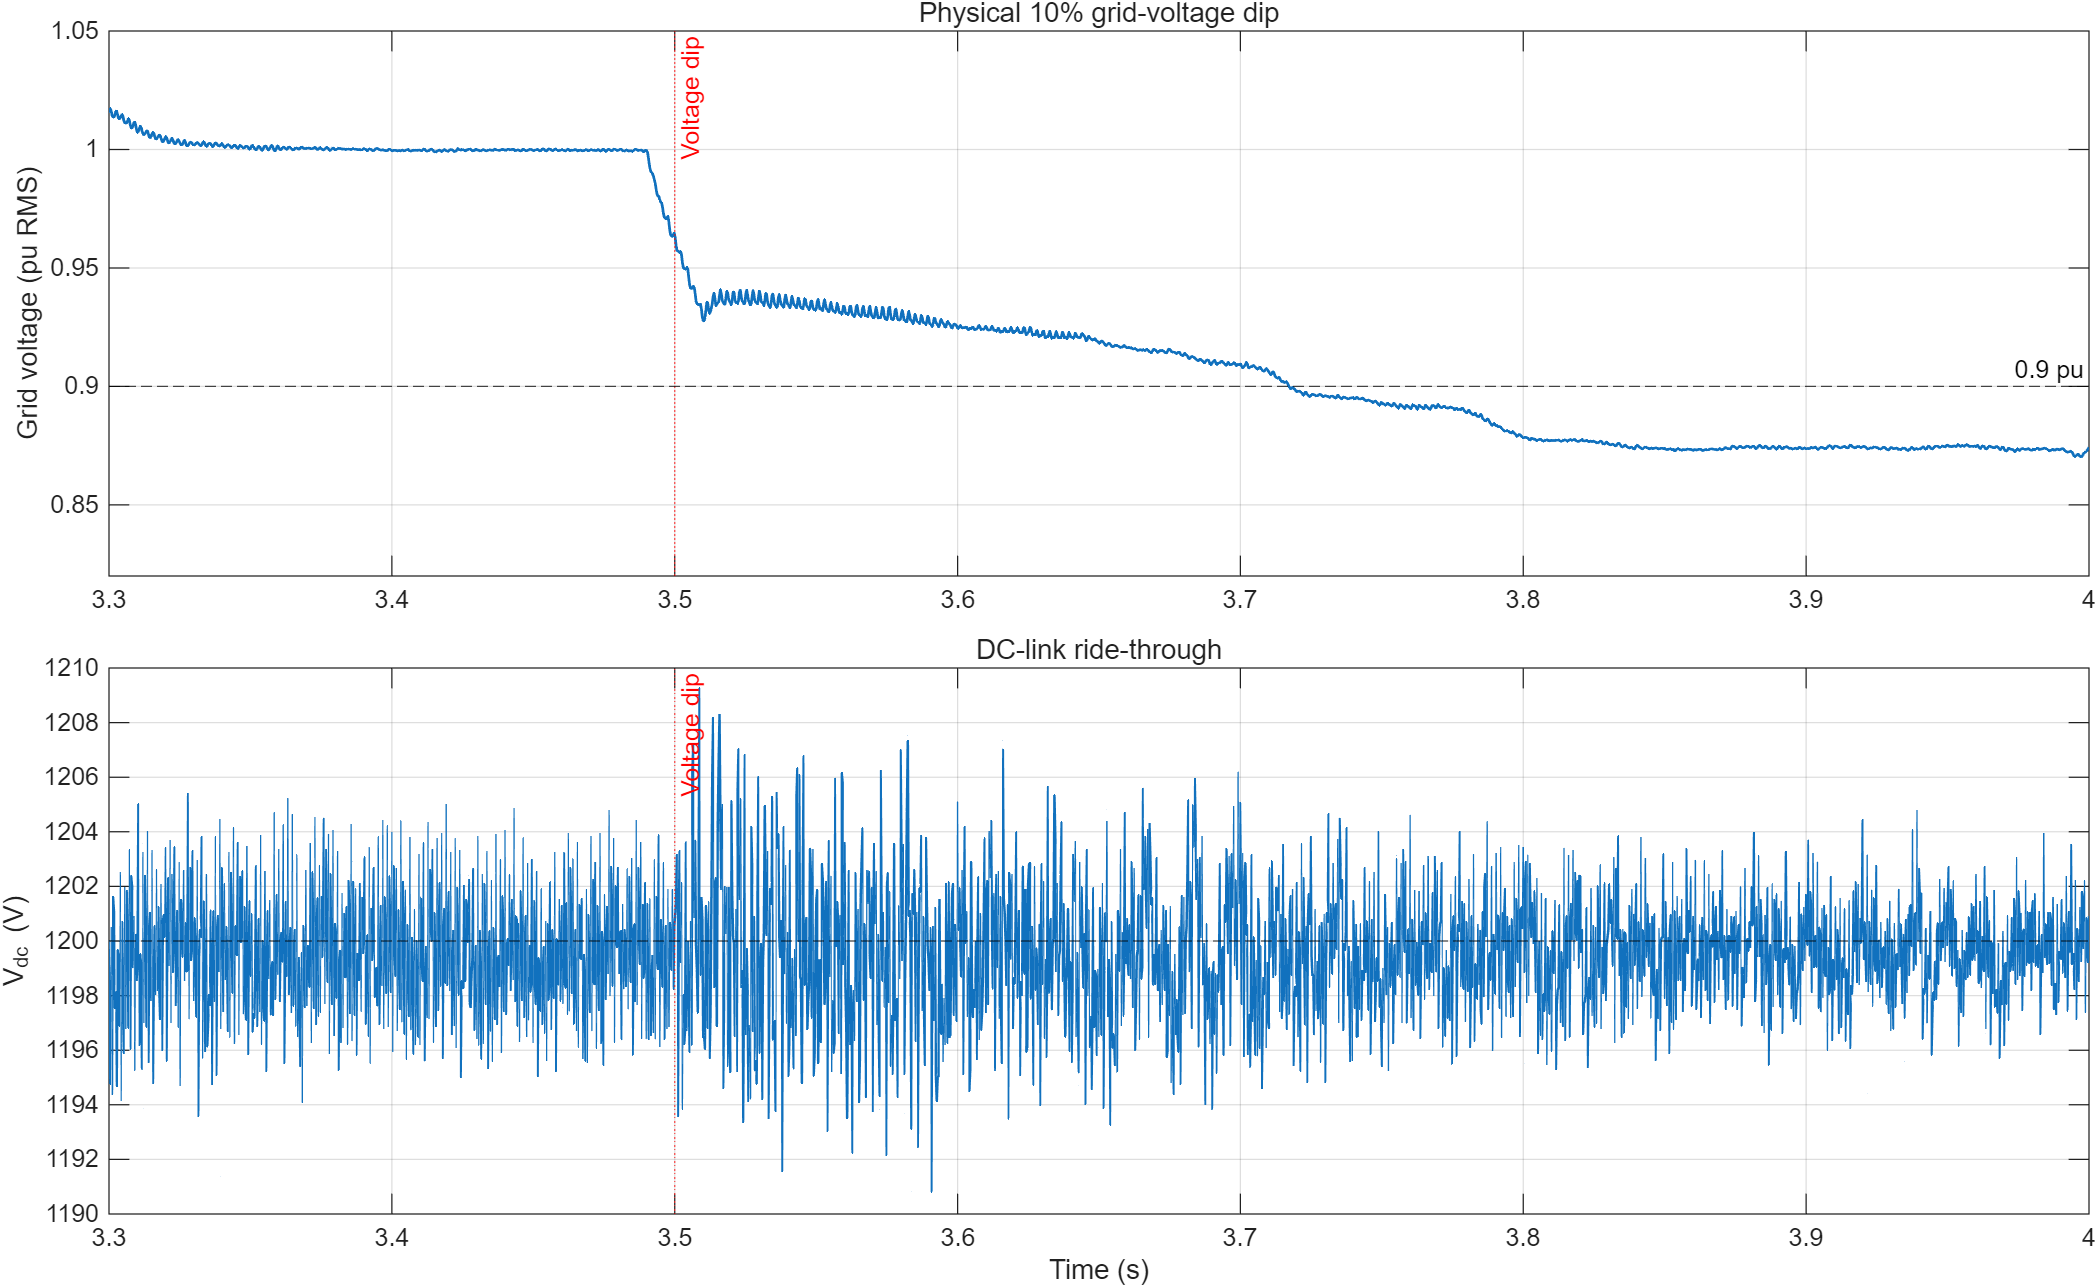 Physical 10% grid-voltage dip
1.05
1
0.95
0.9
0.85
Grid voltage (pu RMS)
Voltage dip
0.9 pu
3.3 3.4 3.5 3.6 3.7 3.8 3.9 4
DC-link ride-through
1210
1208
1206
1204
1202
1200
1198
1196
1194
1192
1190
Vdc (V)
Voltage dip
3.3 3.4 3.5 3.6 3.7 3.8 3.9 4
Time (s)